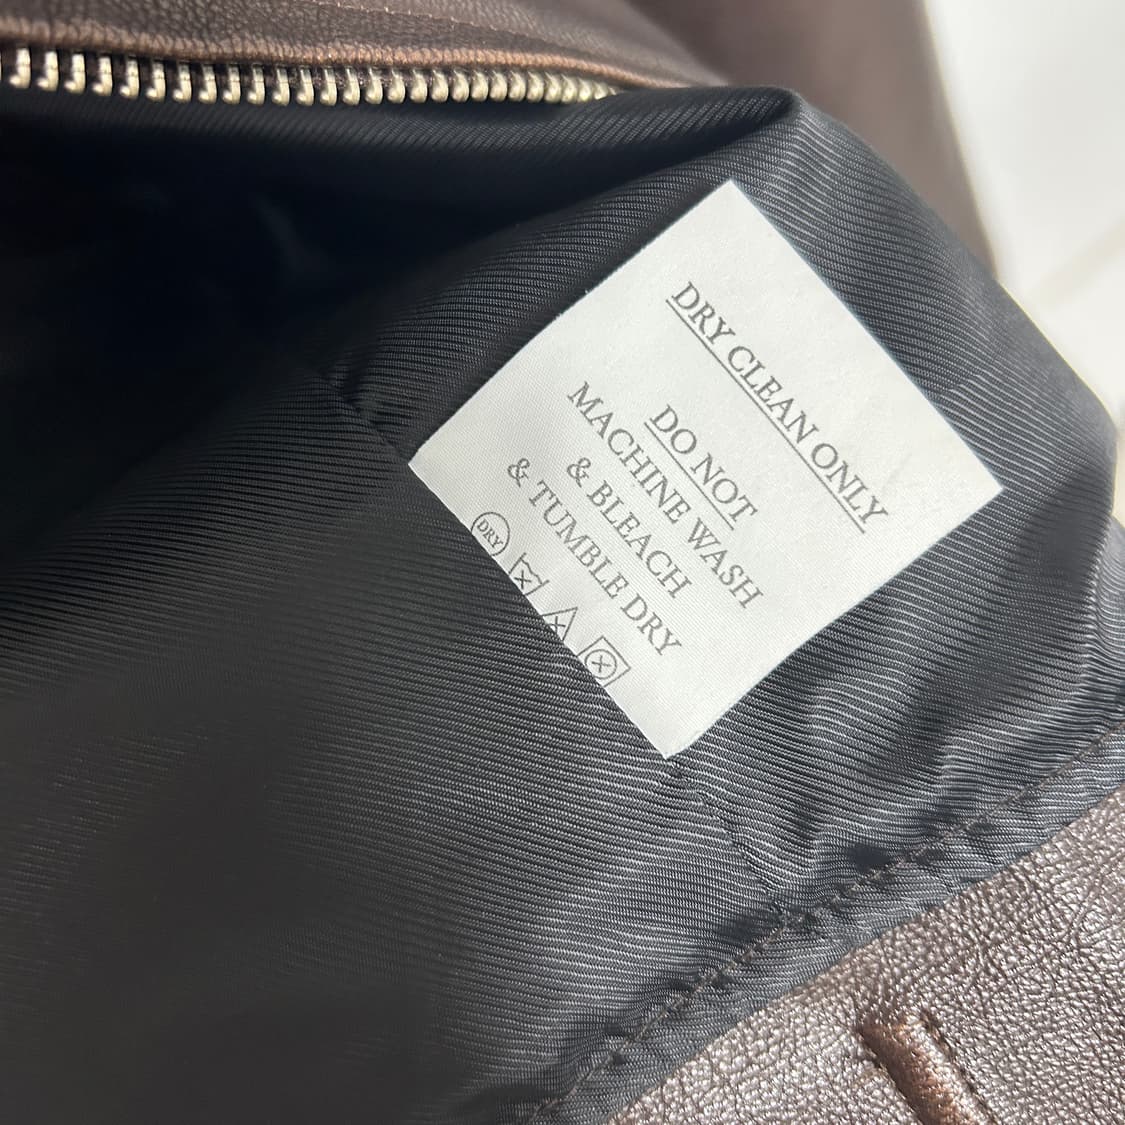 DRY CLEAN ONLY
DO NOT
MACHINE WASH
& BLEACH
& TUMBLE DRY
DRY